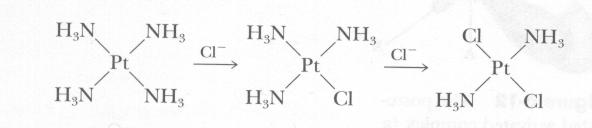 H₃N NH₃ H₃N NH₃ Cl NH₃
Pt Cl⁻ Pt Cl⁻ Pt
H₃N NH₃ H₃N Cl H₃N Cl